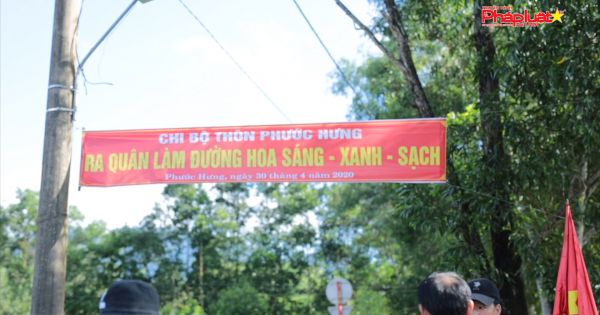 Pháp luật
CHI BỘ THÔN PHƯỚC HƯNG
RA QUÂN LÀM ĐƯỜNG HOA SÁNG - XANH - SẠCH
Phước Hưng, ngày 30 tháng 4 năm 2020